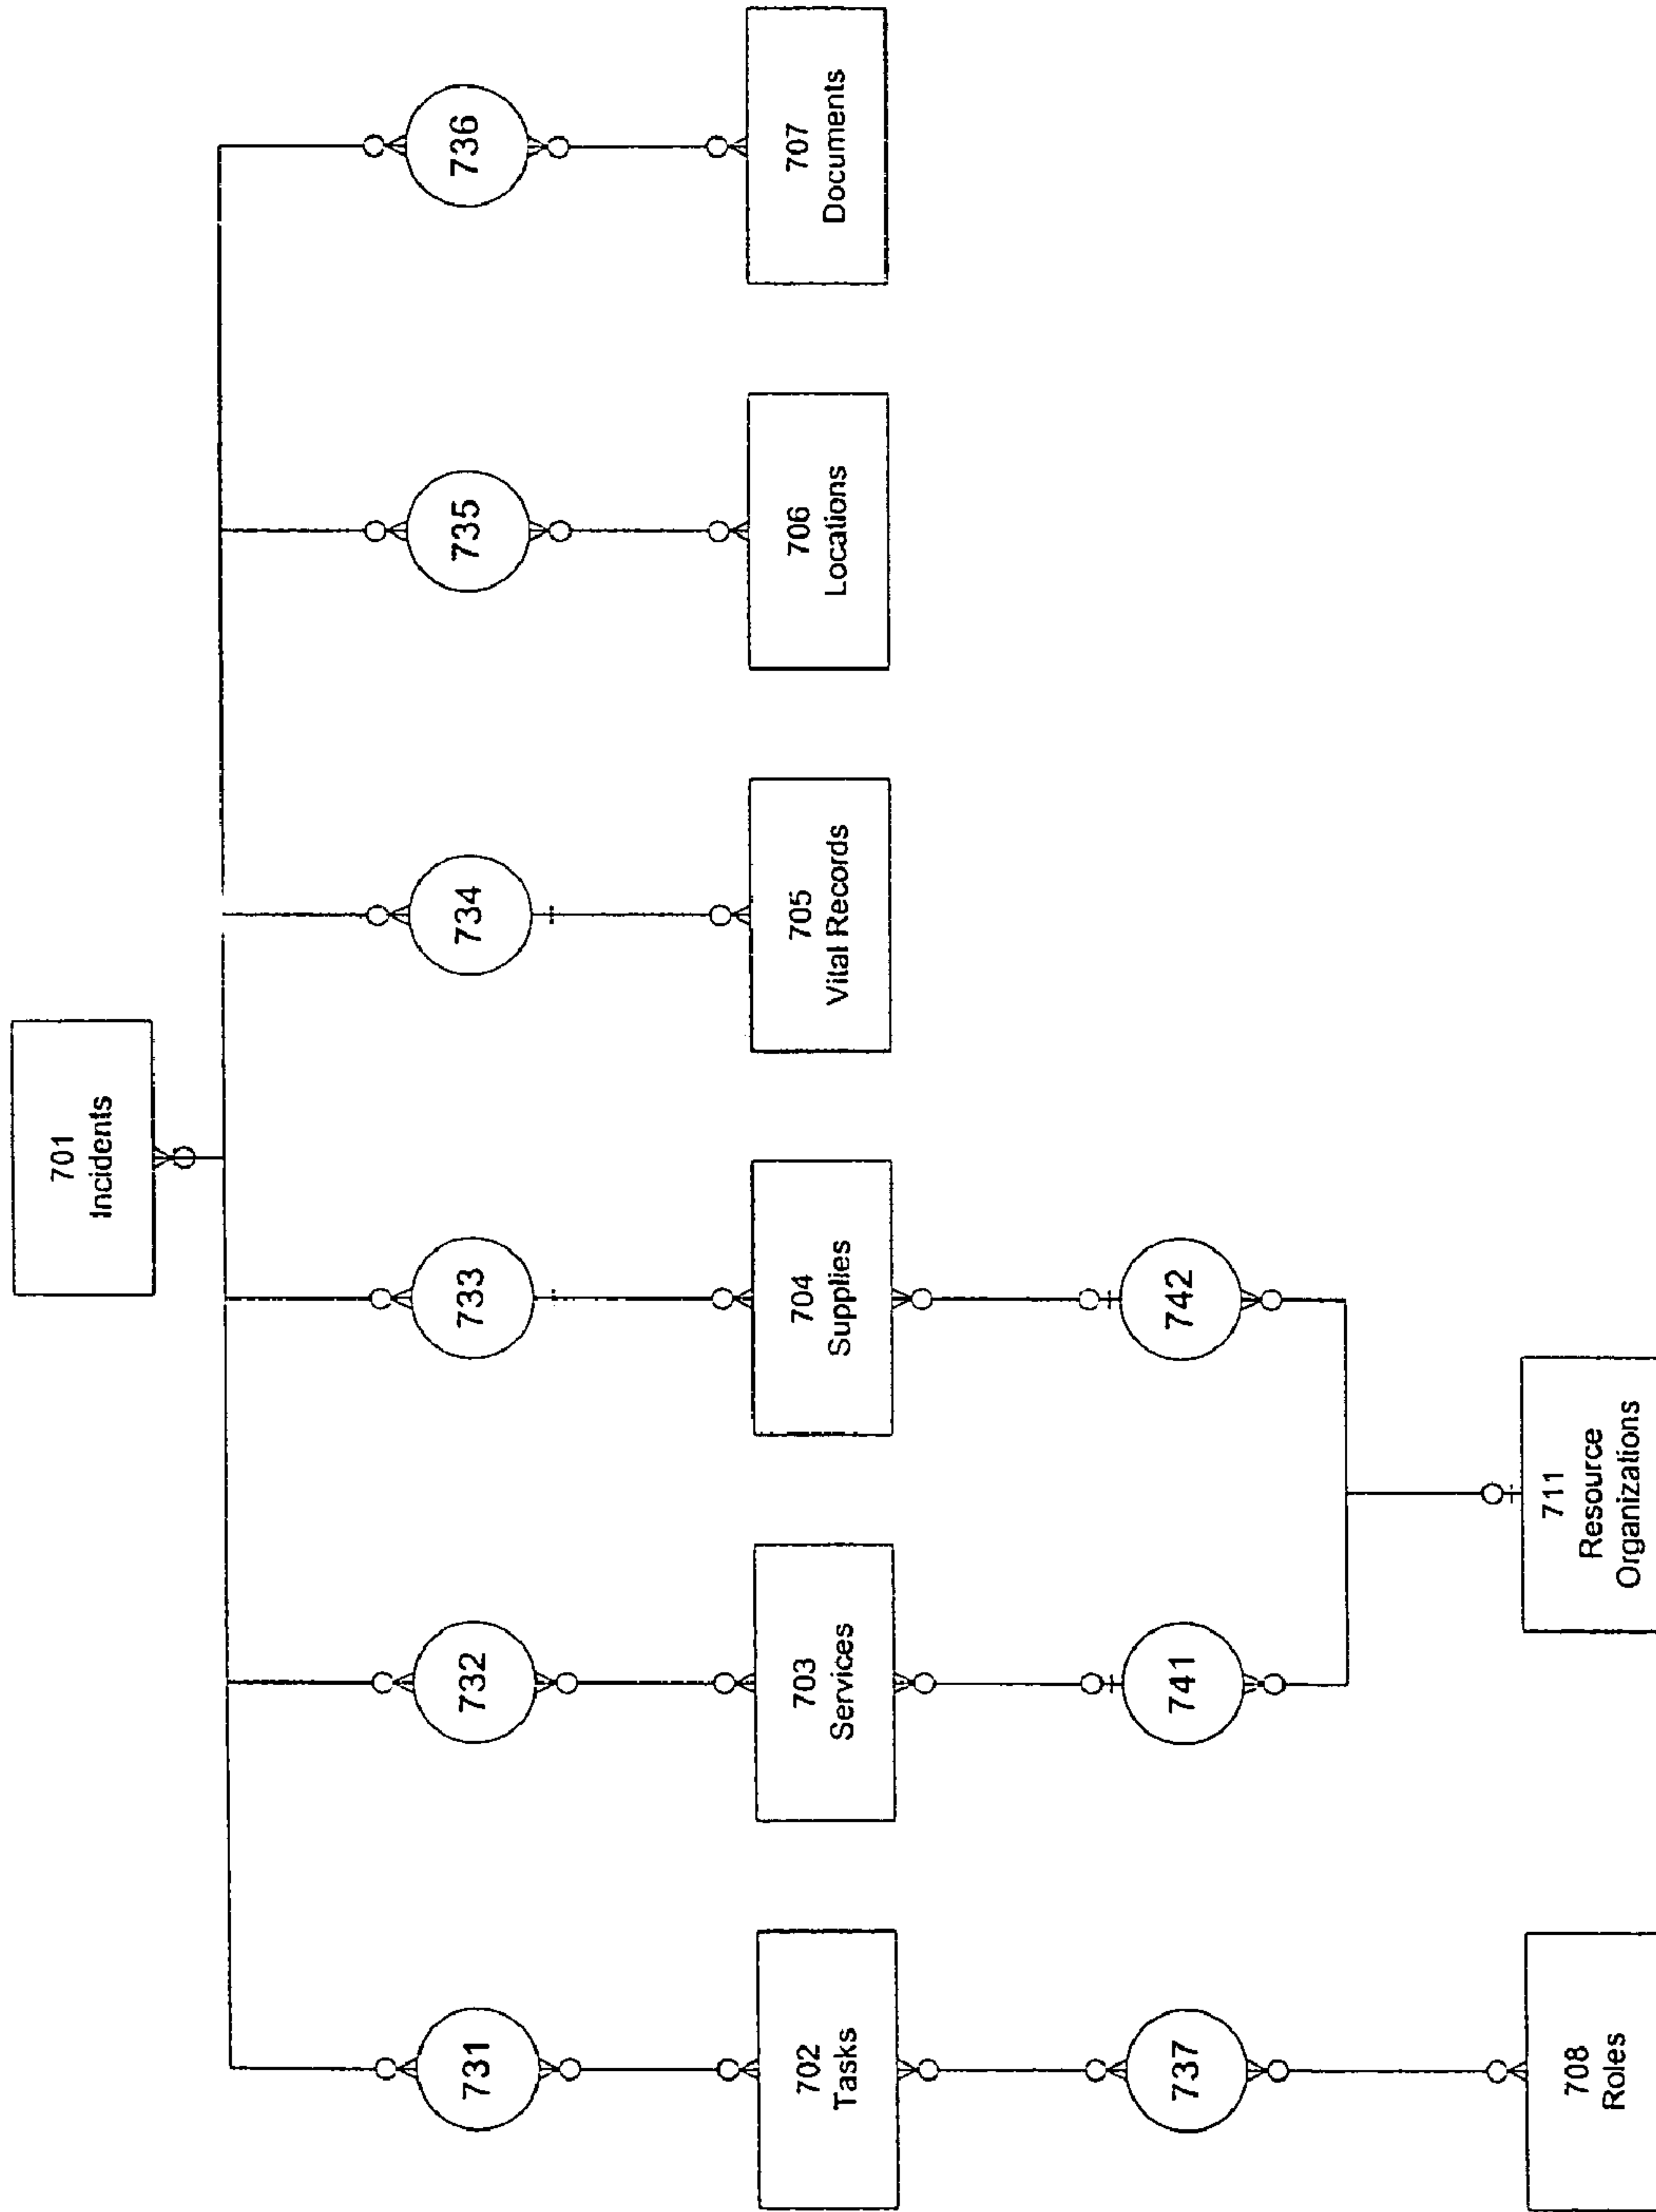 701
Incidents
731
732
733
734
735
736
702
Tasks
703
Services
704
Supplies
705
Vital Records
706
Locations
707
Documents
737
741
742
708
Roles
711
Resource
Organizations